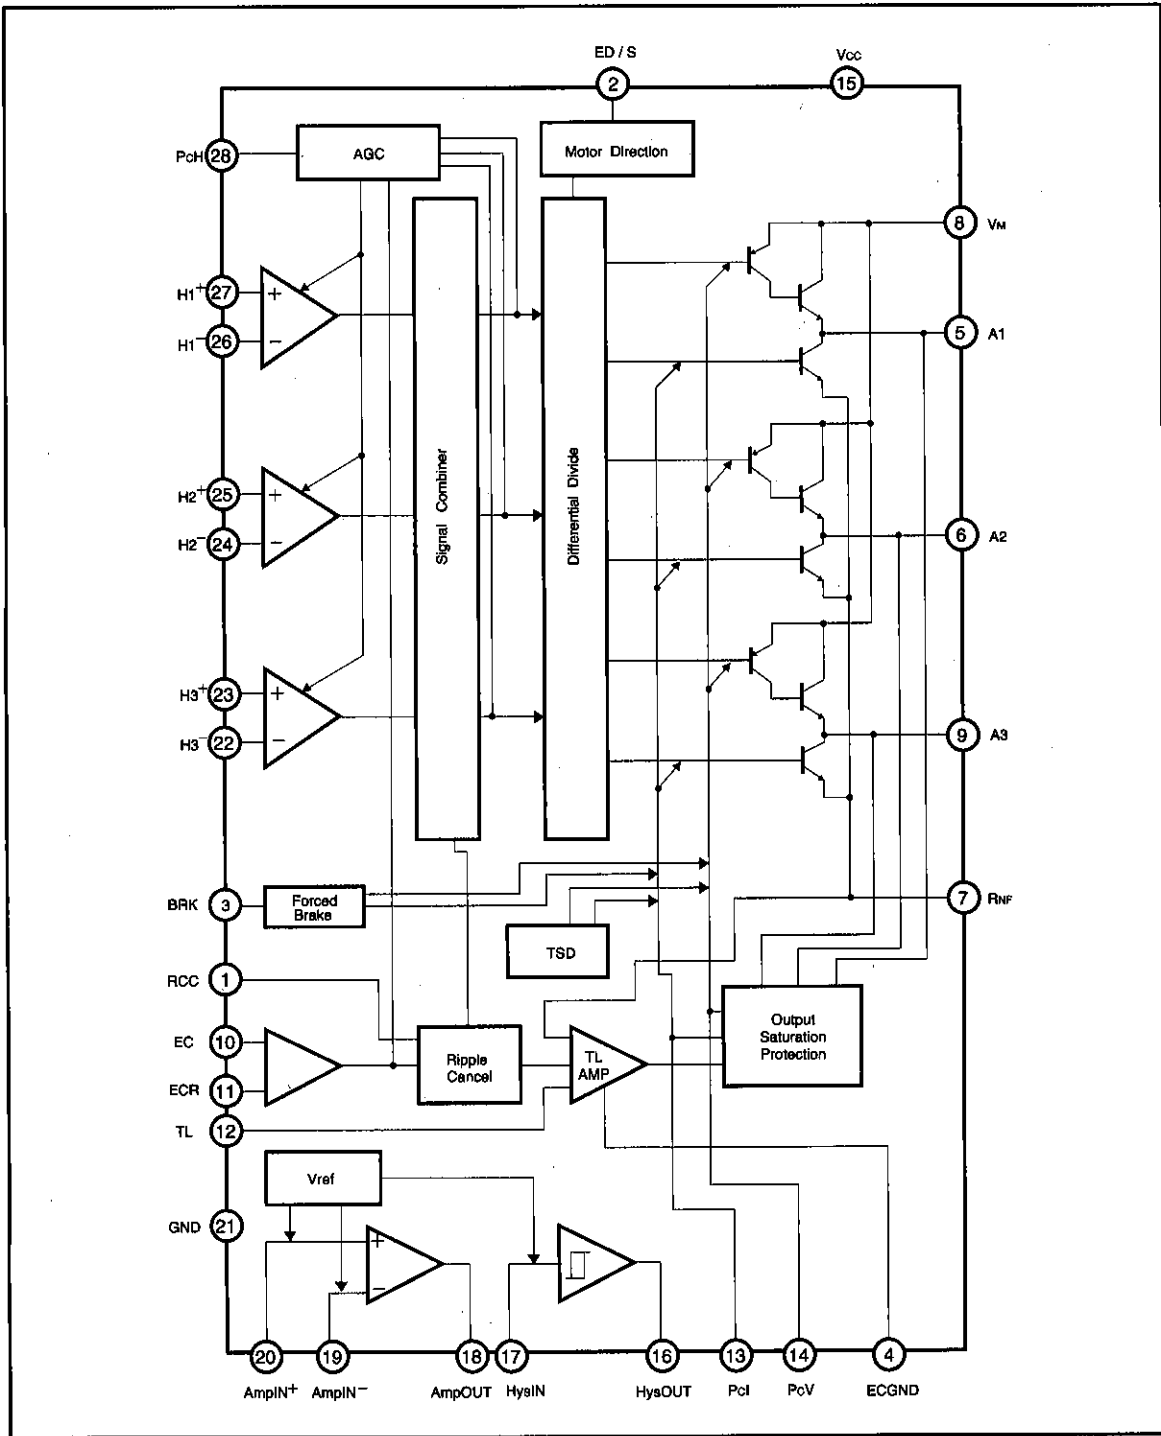 ED / S
Vcc
2
15
PcH 28
AGC
Motor Direction
8 VM
H1+ 27
+
H1− 26
−
5 A1
Signal Combiner
Differential Divide
H2+ 25
+
H2− 24
−
6 A2
H3+ 23
+
H3− 22
−
9 A3
BRK 3
Forced
Brake
7 RNF
TSD
RCC 1
Output
Saturation
Protection
EC 10
Ripple
Cancel
TL
AMP
ECR 11
TL 12
Vref
GND 21
+
−
20 19 18 17 16 13 14 4
AmpIN+ AmpIN− AmpOUT HysIN HysOUT PcI PcV ECGND